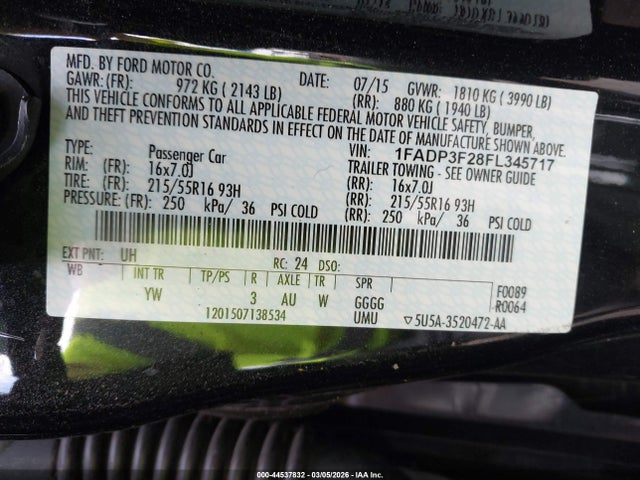 MFD. BY FORD MOTOR CO. DATE: 07/15 GVWR: 1810 KG ( 3990 LB)
GAWR: (FR): 972 KG ( 2143 LB) (RR): 880 KG ( 1940 LB)
THIS VEHICLE CONFORMS TO ALL APPLICABLE FEDERAL MOTOR VEHICLE SAFETY, BUMPER,
AND THEFT PREVENTION STANDARDS IN EFFECT ON THE DATE OF MANUFACTURE SHOWN ABOVE.
VIN: 1FADP3F28FL345717
TYPE: Passenger Car TRAILER TOWING - SEE OWNER GUIDE
RIM: (FR): 16x7.0J (RR): 16x7.0J
TIRE: (FR): 215/55R16 93H (RR): 215/55R16 93H
PRESSURE: (FR): 250 kPa/ 36 PSI COLD (RR): 250 kPa/ 36 PSI COLD
EXT PNT: UH RC: 24 DSO:
WB INT TR TP/PS R AXLE TR SPR F0089
YW 3 AU W GGGG R0064
1201507138534 UMU ▽5U5A-3520472-AA
000-44537832 - 03/05/2026 - IAA Inc.